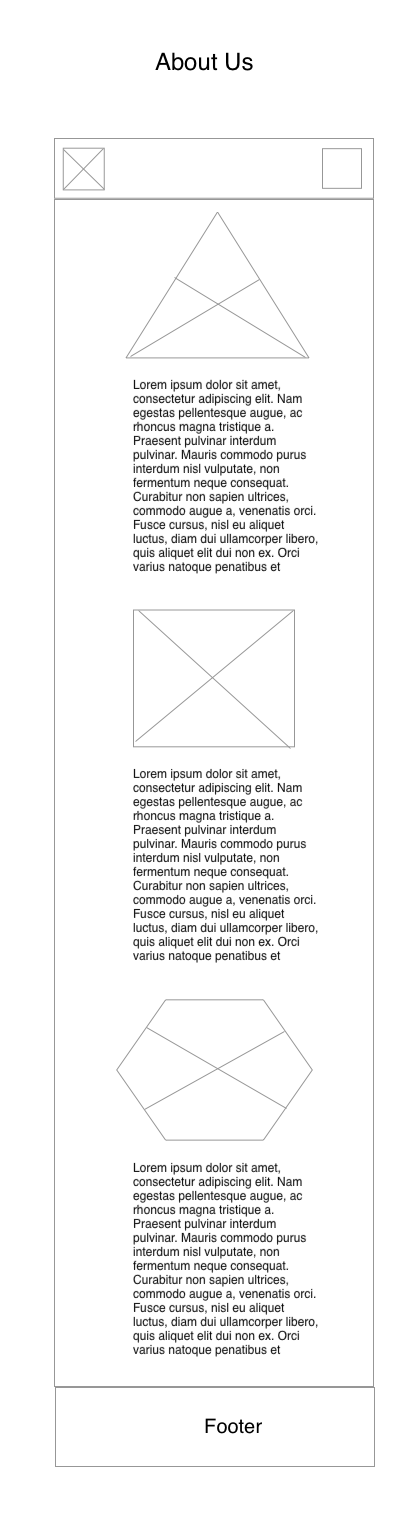 About Us
Lorem ipsum dolor sit amet,
consectetur adipiscing elit. Nam
egestas pellentesque augue, ac
rhoncus magna tristique a.
Praesent pulvinar interdum
pulvinar. Mauris commodo purus
interdum nisl vulputate, non
fermentum neque consequat.
Curabitur non sapien ultrices,
commodo augue a, venenatis orci.
Fusce cursus, nisl eu aliquet
luctus, diam dui ullamcorper libero,
quis aliquet elit dui non ex. Orci
varius natoque penatibus et
Lorem ipsum dolor sit amet,
consectetur adipiscing elit. Nam
egestas pellentesque augue, ac
rhoncus magna tristique a.
Praesent pulvinar interdum
pulvinar. Mauris commodo purus
interdum nisl vulputate, non
fermentum neque consequat.
Curabitur non sapien ultrices,
commodo augue a, venenatis orci.
Fusce cursus, nisl eu aliquet
luctus, diam dui ullamcorper libero,
quis aliquet elit dui non ex. Orci
varius natoque penatibus et
Lorem ipsum dolor sit amet,
consectetur adipiscing elit. Nam
egestas pellentesque augue, ac
rhoncus magna tristique a.
Praesent pulvinar interdum
pulvinar. Mauris commodo purus
interdum nisl vulputate, non
fermentum neque consequat.
Curabitur non sapien ultrices,
commodo augue a, venenatis orci.
Fusce cursus, nisl eu aliquet
luctus, diam dui ullamcorper libero,
quis aliquet elit dui non ex. Orci
varius natoque penatibus et
Footer